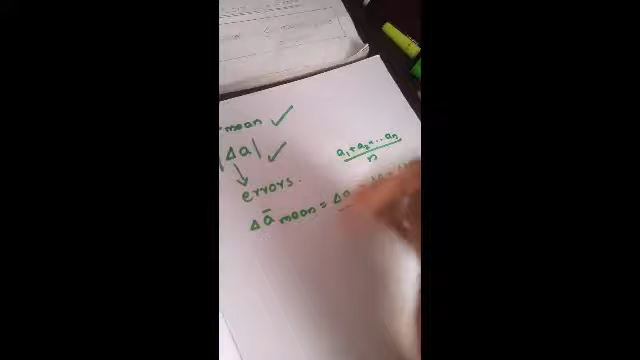 mean ✓
|Δa| ✓
a₁ + a₂ + ... aₙ
n
errors.
Δā mean = Δa